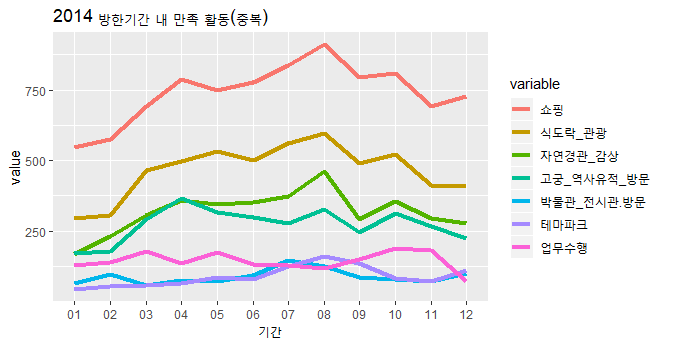 2014 방한기간 내 만족 활동(중복)
value
750
500
250
01 02 03 04 05 06 07 08 09 10 11 12
기간
variable
쇼핑
식도락_관광
자연경관_감상
고궁_역사유적_방문
박물관_전시관.방문
테마파크
업무수행